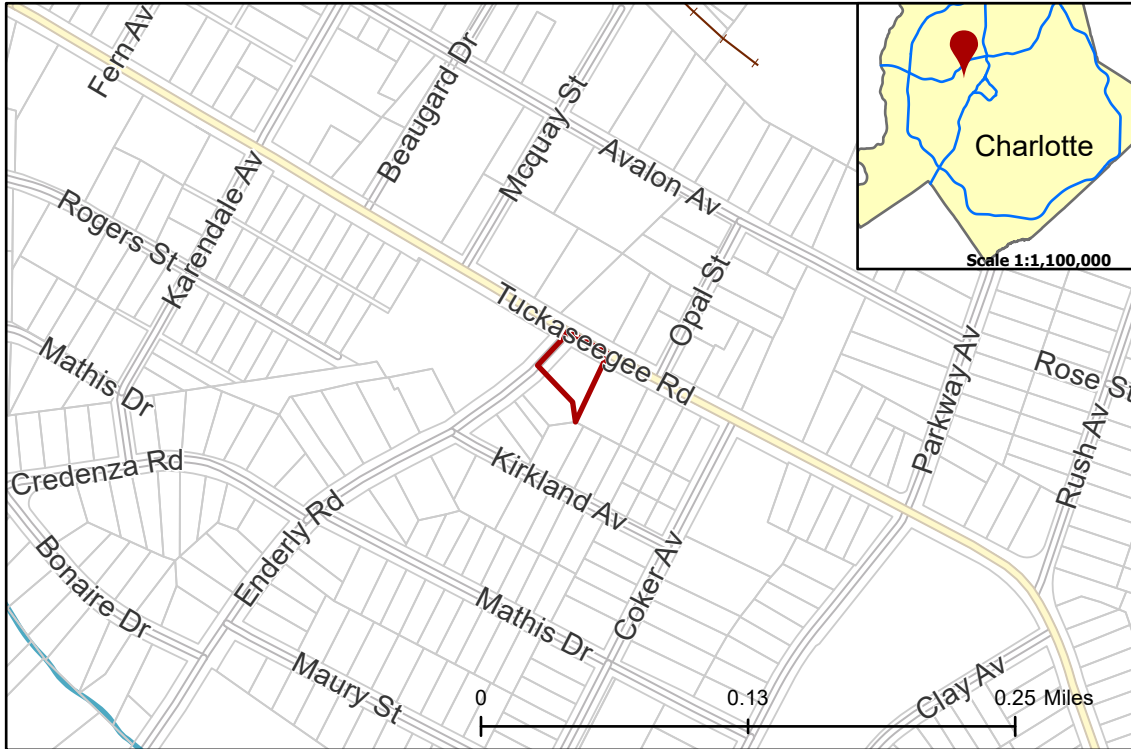 Fern Av
Beaugard Dr
Mcquay St
Avalon Av
Charlotte
Scale 1:1,100,000
Rogers St
Karendale Av
Opal St
Tuckaseegee Rd
Mathis Dr
Parkway Av
Rose St
Rush Av
Credenza Rd
Kirkland Av
Enderly Rd
Bonaire Dr
Coker Av
Mathis Dr
Maury St
Clay Av
0 0.13 0.25 Miles